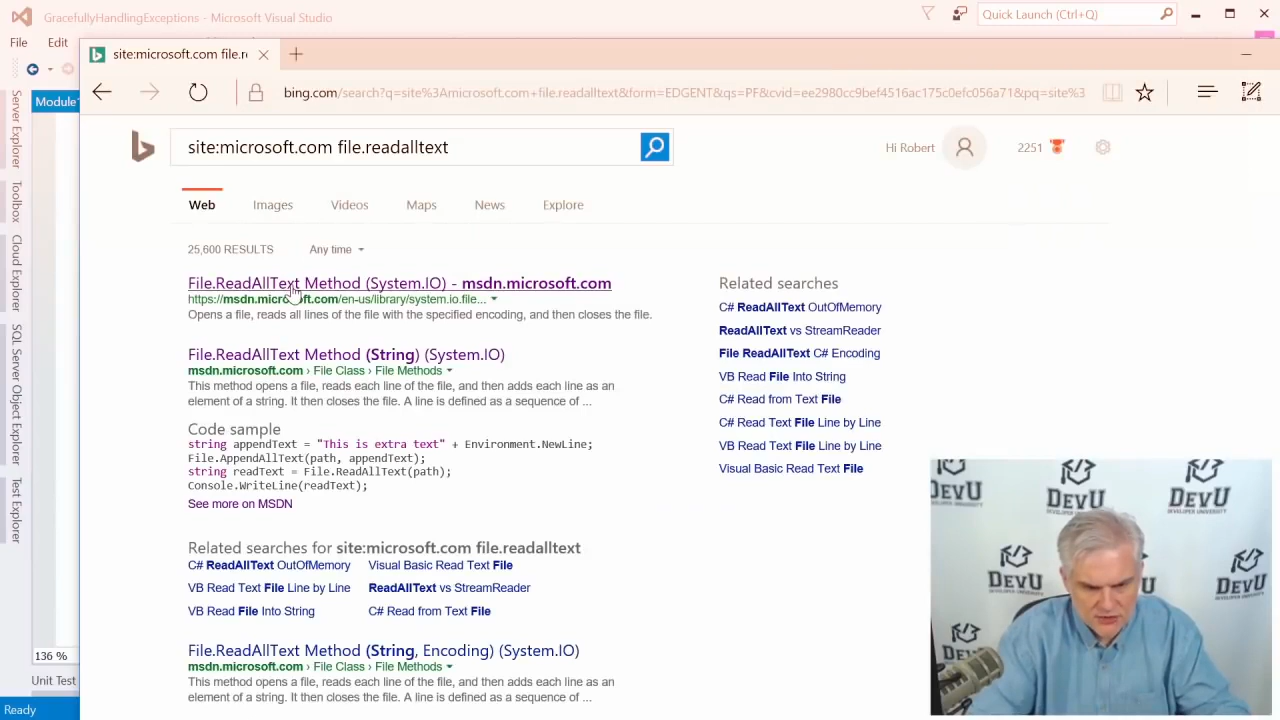 GracefullyHandlingExceptions - Microsoft Visual Studio
Quick Launch (Ctrl+Q)
File Edit
site:microsoft.com file.r
bing.com/search?q=site%3Amicrosoft.com+file.readalltext&form=EDGENT&qs=PF&cvid=ee2980cc9bef4516ac175c0efc056a71&pq=site%3
Module
Server Explorer
Toolbox
Cloud Explorer
SQL Server Object Explorer
Test Explorer
site:microsoft.com file.readalltext
Hi Robert
2251
Web Images Videos Maps News Explore
25,600 RESULTS Any time
File.ReadAllText Method (System.IO) - msdn.microsoft.com
https://msdn.microsoft.com/en-us/library/system.io.file...
Opens a file, reads all lines of the file with the specified encoding, and then closes the file.
File.ReadAllText Method (String) (System.IO)
msdn.microsoft.com › File Class › File Methods
This method opens a file, reads each line of the file, and then adds each line as an
element of a string. It then closes the file. A line is defined as a sequence of ...
Code sample
string appendText = "This is extra text" + Environment.NewLine;
File.AppendAllText(path, appendText);
string readText = File.ReadAllText(path);
Console.WriteLine(readText);
See more on MSDN
Related searches for site:microsoft.com file.readalltext
C# ReadAllText OutOfMemory Visual Basic Read Text File
VB Read Text File Line by Line ReadAllText vs StreamReader
VB Read File Into String C# Read from Text File
File.ReadAllText Method (String, Encoding) (System.IO)
msdn.microsoft.com › File Class › File Methods
This method opens a file, reads each line of the file, and then adds each line as an
element of a string. It then closes the file. A line is defined as a sequence of ...
Related searches
C# ReadAllText OutOfMemory
ReadAllText vs StreamReader
File ReadAllText C# Encoding
VB Read File Into String
C# Read from Text File
C# Read Text File Line by Line
VB Read Text File Line by Line
Visual Basic Read Text File
136 %
Unit Test
Ready
DEVU
DEVU
DEVELOPER UNIVERSITY
DEVU
DEVELOPER UNIVERSITY
DEVU
DEVU
DEVU
DEVU